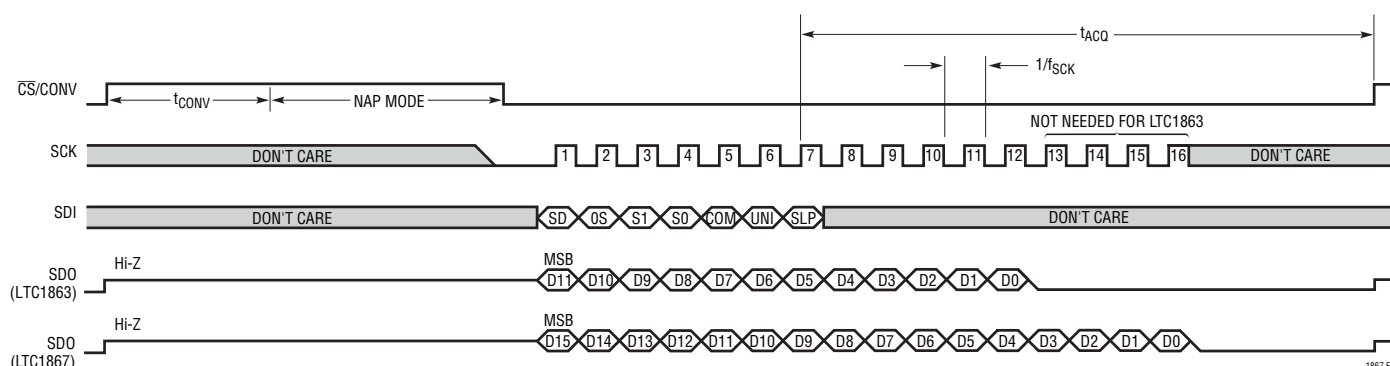 tACQ
1/fSCK
CS/CONV
tCONV
NAP MODE
NOT NEEDED FOR LTC1863
SCK
DON'T CARE
1 2 3 4 5 6 7 8 9 10 11 12 13 14 15 16
DON'T CARE
SDI
DON'T CARE
SD 0S S1 S0 COM UNI SLP
DON'T CARE
SDO
(LTC1863)
Hi-Z
MSB
D11 D10 D9 D8 D7 D6 D5 D4 D3 D2 D1 D0
SDO
(LTC1867)
Hi-Z
MSB
D15 D14 D13 D12 D11 D10 D9 D8 D7 D6 D5 D4 D3 D2 D1 D0